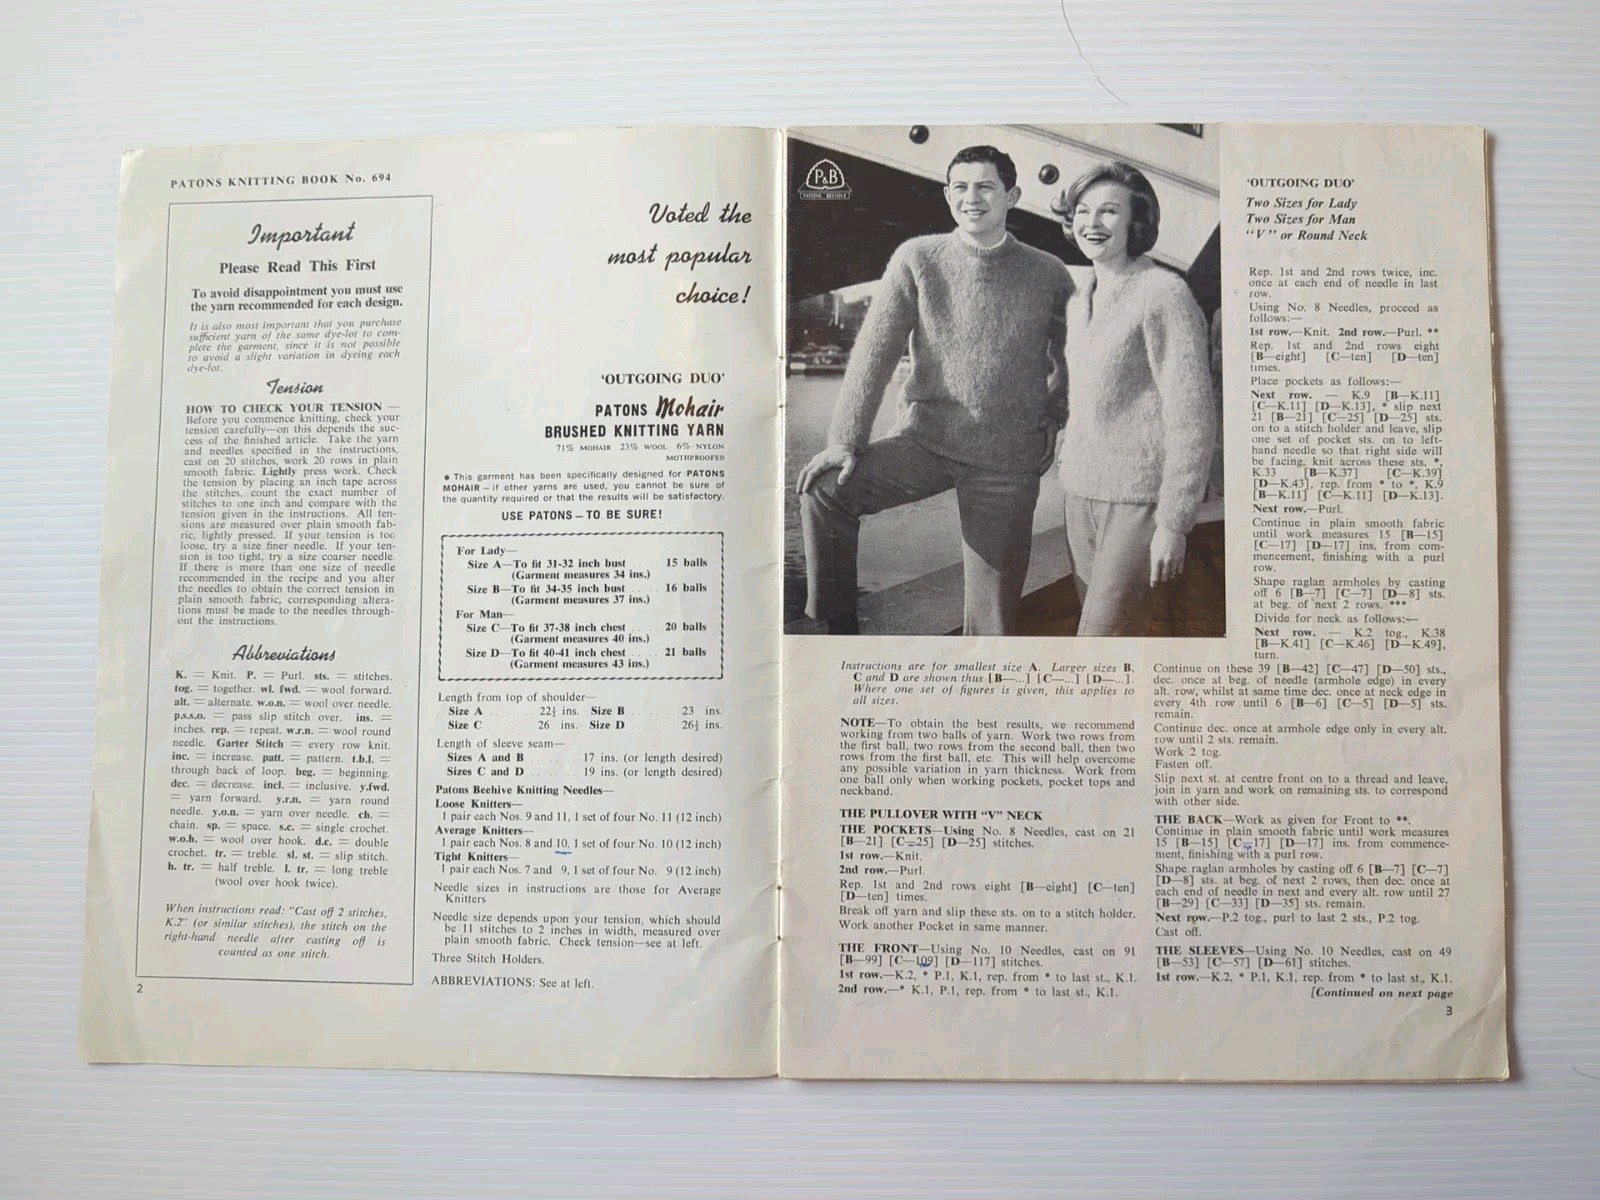 PATONS KNITTING BOOK No. 694
Important
Please Read This First
To avoid disappointment you must use
the yarn recommended for each design.
It is also most important that you purchase
sufficient yarn of the same dye-lot to com-
plete the garment, since it is not possible
to avoid a slight variation in dyeing each
dye-lot.
Tension
HOW TO CHECK YOUR TENSION —
Before you commence knitting, check your
tension carefully—on this depends the suc-
cess of the finished article. Take the yarn
and needles specified in the instructions,
cast on 20 stitches, work 20 rows in plain
smooth fabric. Lightly press work. Check
the tension by placing an inch tape across
the stitches, count the exact number of
stitches to one inch and compare with the
tension given in the instructions. All ten-
sions are measured over plain smooth fab-
ric, lightly pressed. If your tension is too
loose, try a size finer needle. If your ten-
sion is too tight, try a size coarser needle.
If there is more than one size of needle
recommended in the recipe and you alter
the needles to obtain the correct tension in
plain smooth fabric, corresponding altera-
tions must be made to the needles through-
out the instructions.
Abbreviations
K. = Knit. P. = Purl. sts. = stitches.
tog. = together. wl. fwd. = wool forward.
alt. = alternate. w.o.n. = wool over needle.
p.s.s.o. = pass slip stitch over. ins. =
inches. rep. = repeat. w.r.n. = wool round
needle. Garter Stitch = every row knit.
inc. = increase. patt. = pattern. t.b.l. =
through back of loop. beg. = beginning.
dec. = decrease. incl. = inclusive. y.fwd.
= yarn forward. y.r.n. = yarn round
needle. y.o.n. = yarn over needle. ch. =
chain. sp. = space. s.c. = single crochet.
w.o.h. = wool over hook. d.c. = double
crochet. tr. = treble. sl. st. = slip stitch.
h. tr. = half treble. l. tr. = long treble
(wool over hook twice).
When instructions read: "Cast off 2 stitches,
K.2" (or similar stitches), the stitch on the
right-hand needle after casting off is
counted as one stitch.
2
Voted the
most popular
choice!
'OUTGOING DUO'
PATONS Mohair
BRUSHED KNITTING YARN
71% MOHAIR 23% WOOL 6% NYLON
MOTHPROOFED
● This garment has been specifically designed for PATONS
MOHAIR — if other yarns are used, you cannot be sure of
the quantity required or that the results will be satisfactory.
USE PATONS — TO BE SURE!
For Lady—
Size A—To fit 31-32 inch bust .... 15 balls
(Garment measures 34 ins.)
Size B—To fit 34-35 inch bust .... 16 balls
(Garment measures 37 ins.)
For Man—
Size C—To fit 37-38 inch chest .... 20 balls
(Garment measures 40 ins.)
Size D—To fit 40-41 inch chest .... 21 balls
(Garment measures 43 ins.)
Length from top of shoulder—
Size A ........ 22½ ins. Size B ....... 23 ins.
Size C ........ 26 ins. Size D ....... 26½ ins.
Length of sleeve seam—
Sizes A and B ...... 17 ins. (or length desired)
Sizes C and D ...... 19 ins. (or length desired)
Patons Beehive Knitting Needles—
Loose Knitters—
1 pair each Nos. 9 and 11, 1 set of four No. 11 (12 inch)
Average Knitters—
1 pair each Nos. 8 and 10, 1 set of four No. 10 (12 inch)
Tight Knitters—
1 pair each Nos. 7 and 9, 1 set of four No. 9 (12 inch)
Needle sizes in instructions are those for Average
Knitters
Needle size depends upon your tension, which should
be 11 stitches to 2 inches in width, measured over
plain smooth fabric. Check tension—see at left.
Three Stitch Holders.
ABBREVIATIONS: See at left.
P&B
PATONS · BEEHIVE
Instructions are for smallest size A. Larger sizes B,
C and D are shown thus [B—...] [C—...] [D—...].
Where one set of figures is given, this applies to
all sizes.
NOTE—To obtain the best results, we recommend
working from two balls of yarn. Work two rows from
the first ball, two rows from the second ball, then two
rows from the first ball, etc This will help overcome
any possible variation in yarn thickness. Work from
one ball only when working pockets, pocket tops and
neckband.
THE PULLOVER WITH "V" NECK
THE POCKETS—Using No. 8 Needles, cast on 21
[B—21] [C—25] [D—25] stitches.
1st row.—Knit.
2nd row.—Purl.
Rep. 1st and 2nd rows eight [B—eight] [C—ten]
[D—ten] times.
Break off yarn and slip these sts. on to a stitch holder.
Work another Pocket in same manner.
THE FRONT—Using No. 10 Needles, cast on 91
[B—99] [C—109] [D—117] stitches.
1st row.—K.2, * P.1, K.1, rep. from * to last st., K.1.
2nd row.—* K.1, P.1, rep. from * to last st., K.1.
'OUTGOING DUO'
Two Sizes for Lady
Two Sizes for Man
"V" or Round Neck
Rep. 1st and 2nd rows twice, inc.
once at each end of needle in last
row.
Using No. 8 Needles, proceed as
follows:—
1st row.—Knit. 2nd row.—Purl. **
Rep. 1st and 2nd rows eight
[B—eight] [C—ten] [D—ten]
times.
Place pockets as follows:—
Next row. — K.9 [B—K.11]
[C—K.11] [D—K.13], * slip next
21 [B—21] [C—25] [D—25] sts.
on to a stitch holder and leave, slip
one set of pocket sts. on to left-
hand needle so that right side will
be facing, knit across these sts. *,
K.33 [B—K.37] [C—K.39]
[D—K.43], rep. from * to *, K.9
[B—K.11] [C—K.11] [D—K.13].
Next row.—Purl.
Continue in plain smooth fabric
until work measures 15 [B—15]
[C—17] [D—17] ins. from com-
mencement, finishing with a purl
row.
Shape raglan armholes by casting
off 6 [B—7] [C—7] [D—8] sts.
at beg. of next 2 rows. ***
Divide for neck as follows:—
Next row. — K.2 tog., K.38
[B—K.41] [C—K.46] [D—K.49],
turn.
Continue on these 39 [B—42] [C—47] [D—50] sts.,
dec. once at beg. of needle (armhole edge) in every
alt. row, whilst at same time dec. once at neck edge in
every 4th row until 6 [B—6] [C—5] [D—5] sts.
remain.
Continue dec. once at armhole edge only in every alt.
row until 2 sts. remain.
Work 2 tog.
Fasten off.
Slip next st. at centre front on to a thread and leave,
join in yarn and work on remaining sts. to correspond
with other side.
THE BACK—Work as given for Front to **.
Continue in plain smooth fabric until work measures
15 [B—15] [C—17] [D—17] ins. from commence-
ment, finishing with a purl row.
Shape raglan armholes by casting off 6 [B—7] [C—7]
[D—8] sts. at beg. of next 2 rows, then dec. once at
each end of needle in next and every alt. row until 27
[B—29] [C—33] [D—35] sts. remain.
Next row.—P.2 tog., purl to last 2 sts., P.2 tog.
Cast off.
THE SLEEVES—Using No. 10 Needles, cast on 49
[B—53] [C—57] [D—61] stitches.
1st row.—K.2, * P.1, K.1, rep. from * to last st., K.1.
[Continued on next page
3